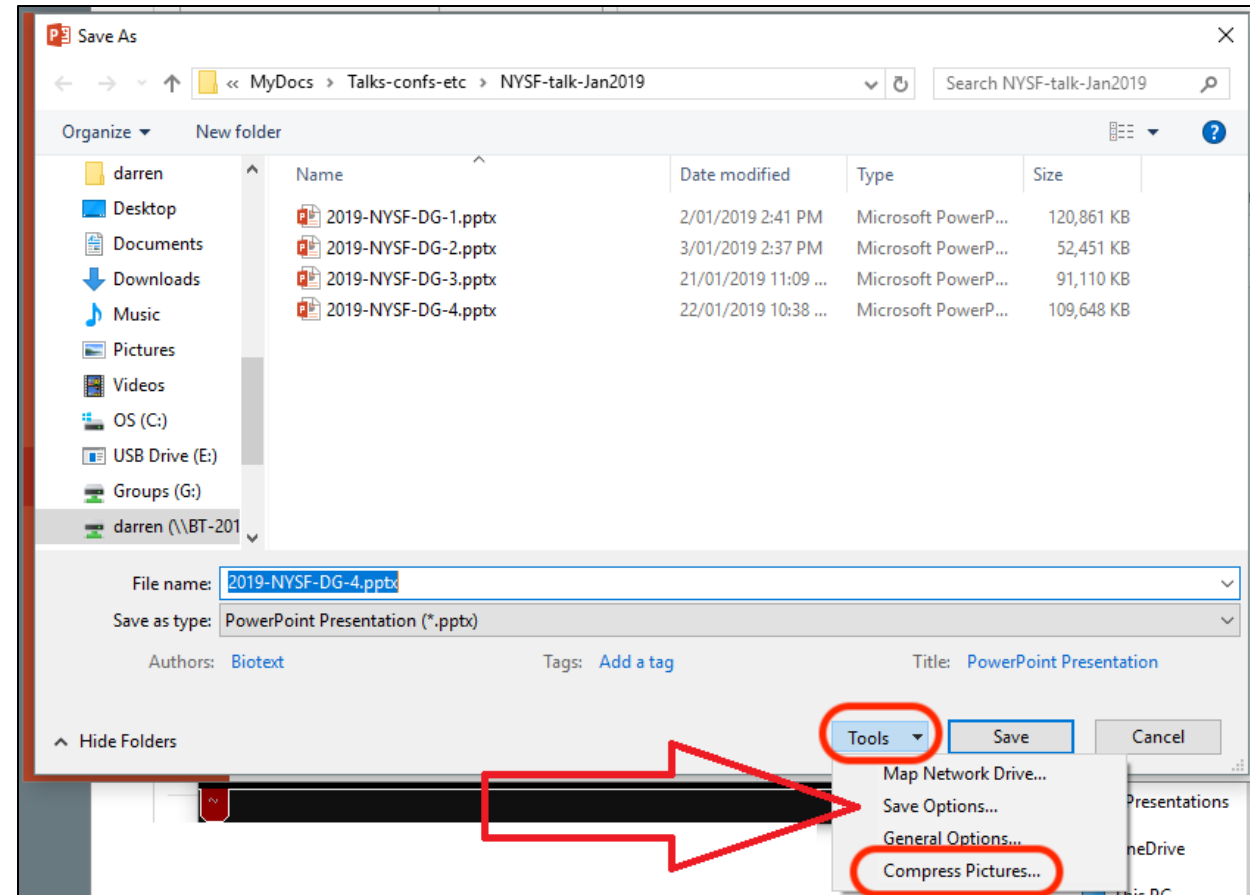 Save As
« MyDocs › Talks-confs-etc › NYSF-talk-Jan2019
Search NYSF-talk-Jan2019
Organize New folder
Name Date modified Type Size
darren
Desktop
Documents
Downloads
Music
Pictures
Videos
OS (C:)
USB Drive (E:)
Groups (G:)
darren (\\BT-201
2019-NYSF-DG-1.pptx 2/01/2019 2:41 PM Microsoft PowerP... 120,861 KB
2019-NYSF-DG-2.pptx 3/01/2019 2:37 PM Microsoft PowerP... 52,451 KB
2019-NYSF-DG-3.pptx 21/01/2019 11:09 ... Microsoft PowerP... 91,110 KB
2019-NYSF-DG-4.pptx 22/01/2019 10:38 ... Microsoft PowerP... 109,648 KB
File name: 2019-NYSF-DG-4.pptx
Save as type: PowerPoint Presentation (*.pptx)
Authors: Biotext Tags: Add a tag Title: PowerPoint Presentation
Hide Folders
Tools Save Cancel
Map Network Drive...
Save Options...
General Options...
Compress Pictures...
Presentations
neDrive